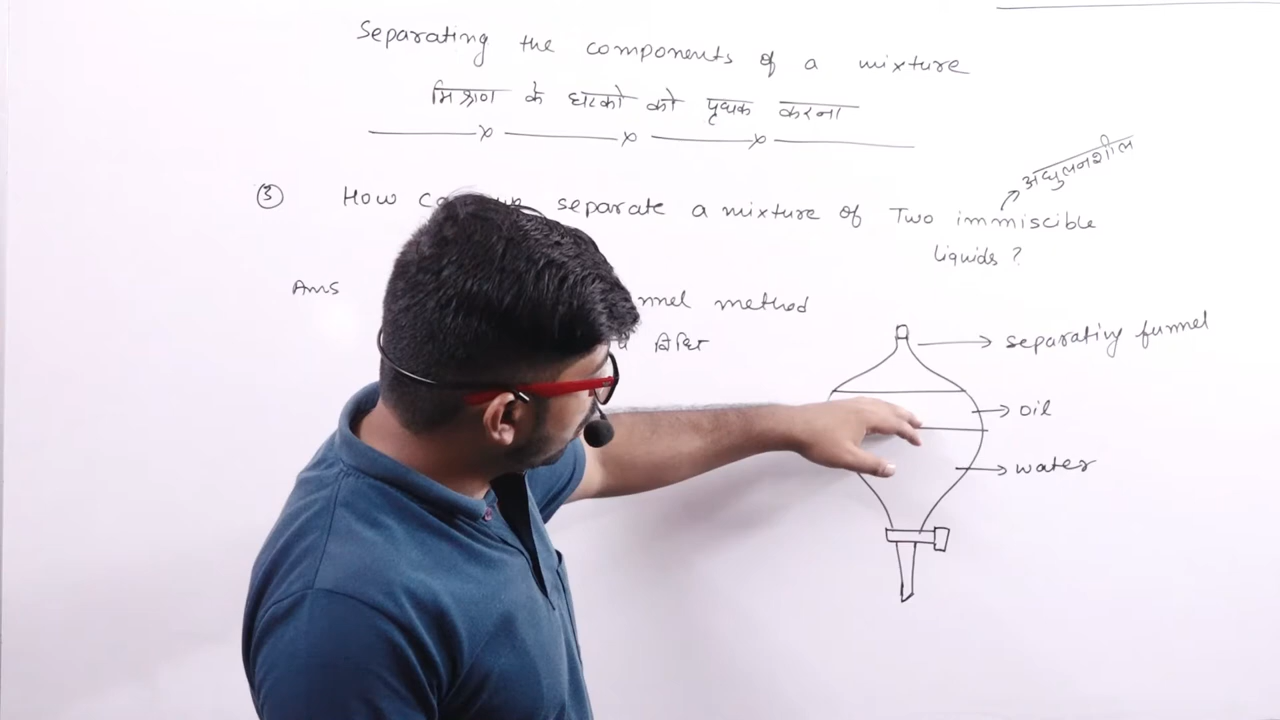 Separating the components of a mixture
मिश्रण के घटको को पृथक करना
अघुलनशील
③ How separate a mixture of Two immiscible
liquids ?
Ans method
विधि
separating funnel
oil
water